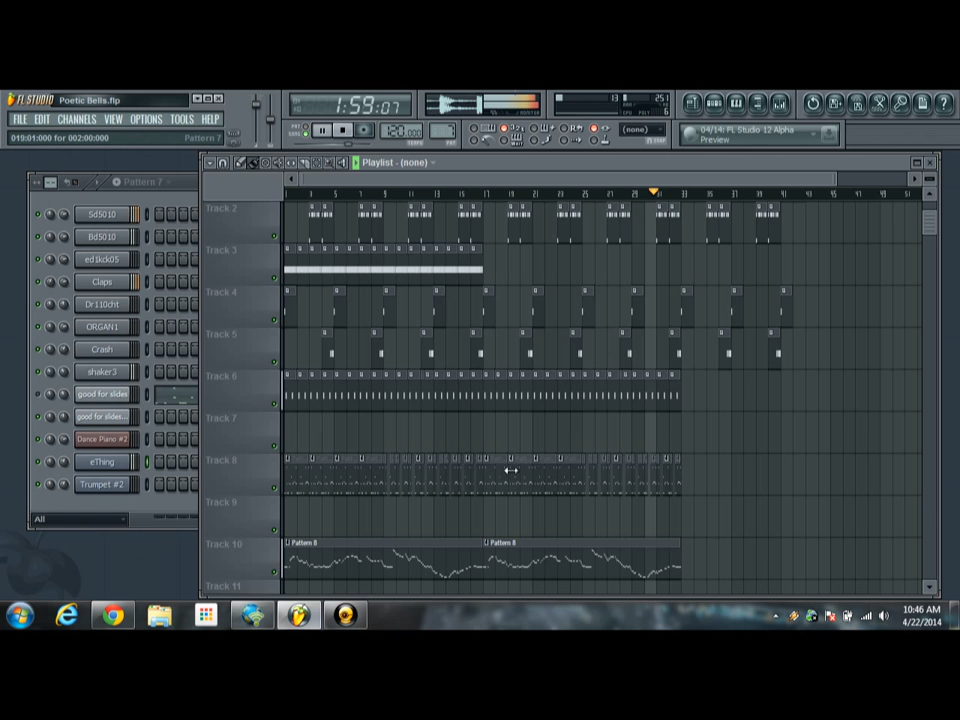 FL STUDIO Poetic Bells.flp
FILE EDIT CHANNELS VIEW OPTIONS TOOLS HELP
019:01:000 for 002:00:000 Pattern 7
1:59:07
120.000
(none)
04/14: FL Studio 12 Alpha
Preview
Playlist - (none)
Pattern 7
Track 2
Track 3
Track 4
Track 5
Track 6
Track 7
Track 8
Track 9
Track 10
Pattern 8 Pattern 8
Track 11
Sd5010
Bd5010
ed1kck05
Claps
Dr110cht
ORGAN1
Crash
shaker3
good for slides
good for slides...
Dance Piano #2
eThing
Trumpet #2
All
10:46 AM
4/22/2014